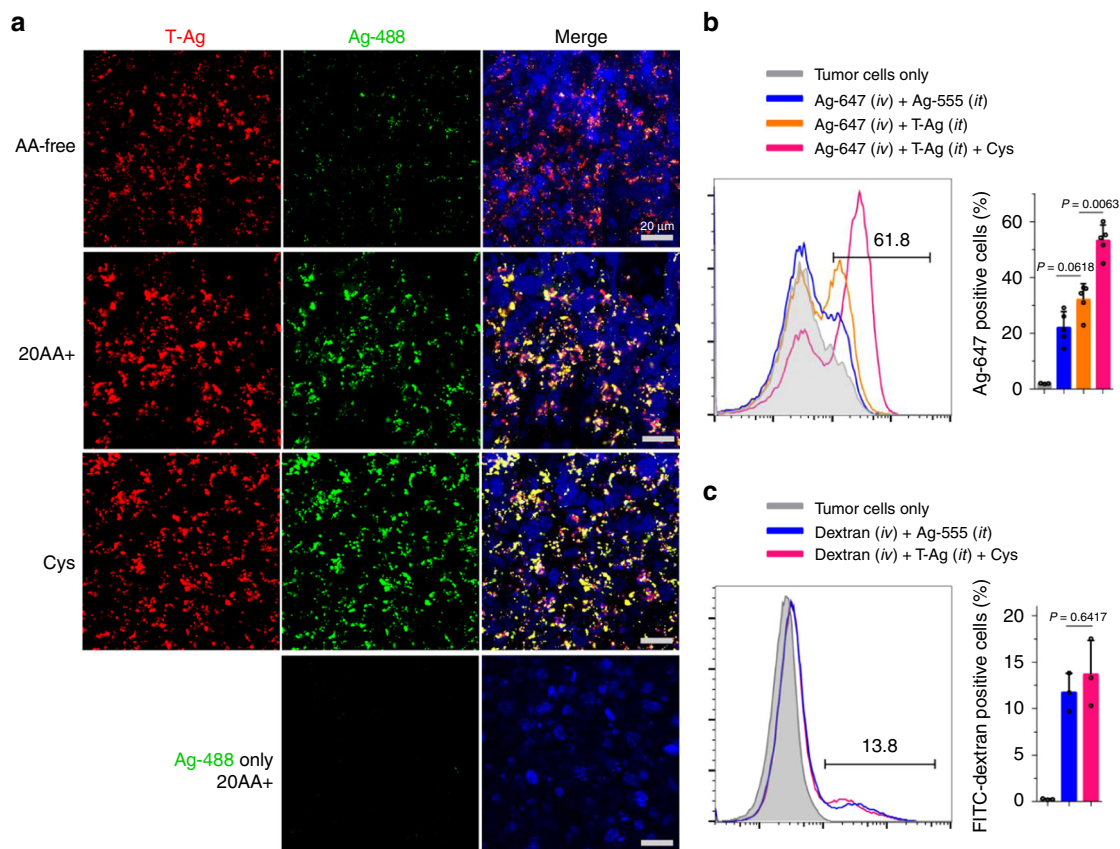 a
T-Ag
Ag-488
Merge
AA-free
20 μm
20AA+
Cys
Ag-488 only
20AA+
b
Tumor cells only
Ag-647 (iv) + Ag-555 (it)
Ag-647 (iv) + T-Ag (it)
Ag-647 (iv) + T-Ag (it) + Cys
61.8
Ag-647 positive cells (%)
P = 0.0063
P = 0.0618
60
40
20
0
c
Tumor cells only
Dextran (iv) + Ag-555 (it)
Dextran (iv) + T-Ag (it) + Cys
13.8
FITC-dextran positive cells (%)
P = 0.6417
20
15
10
5
0